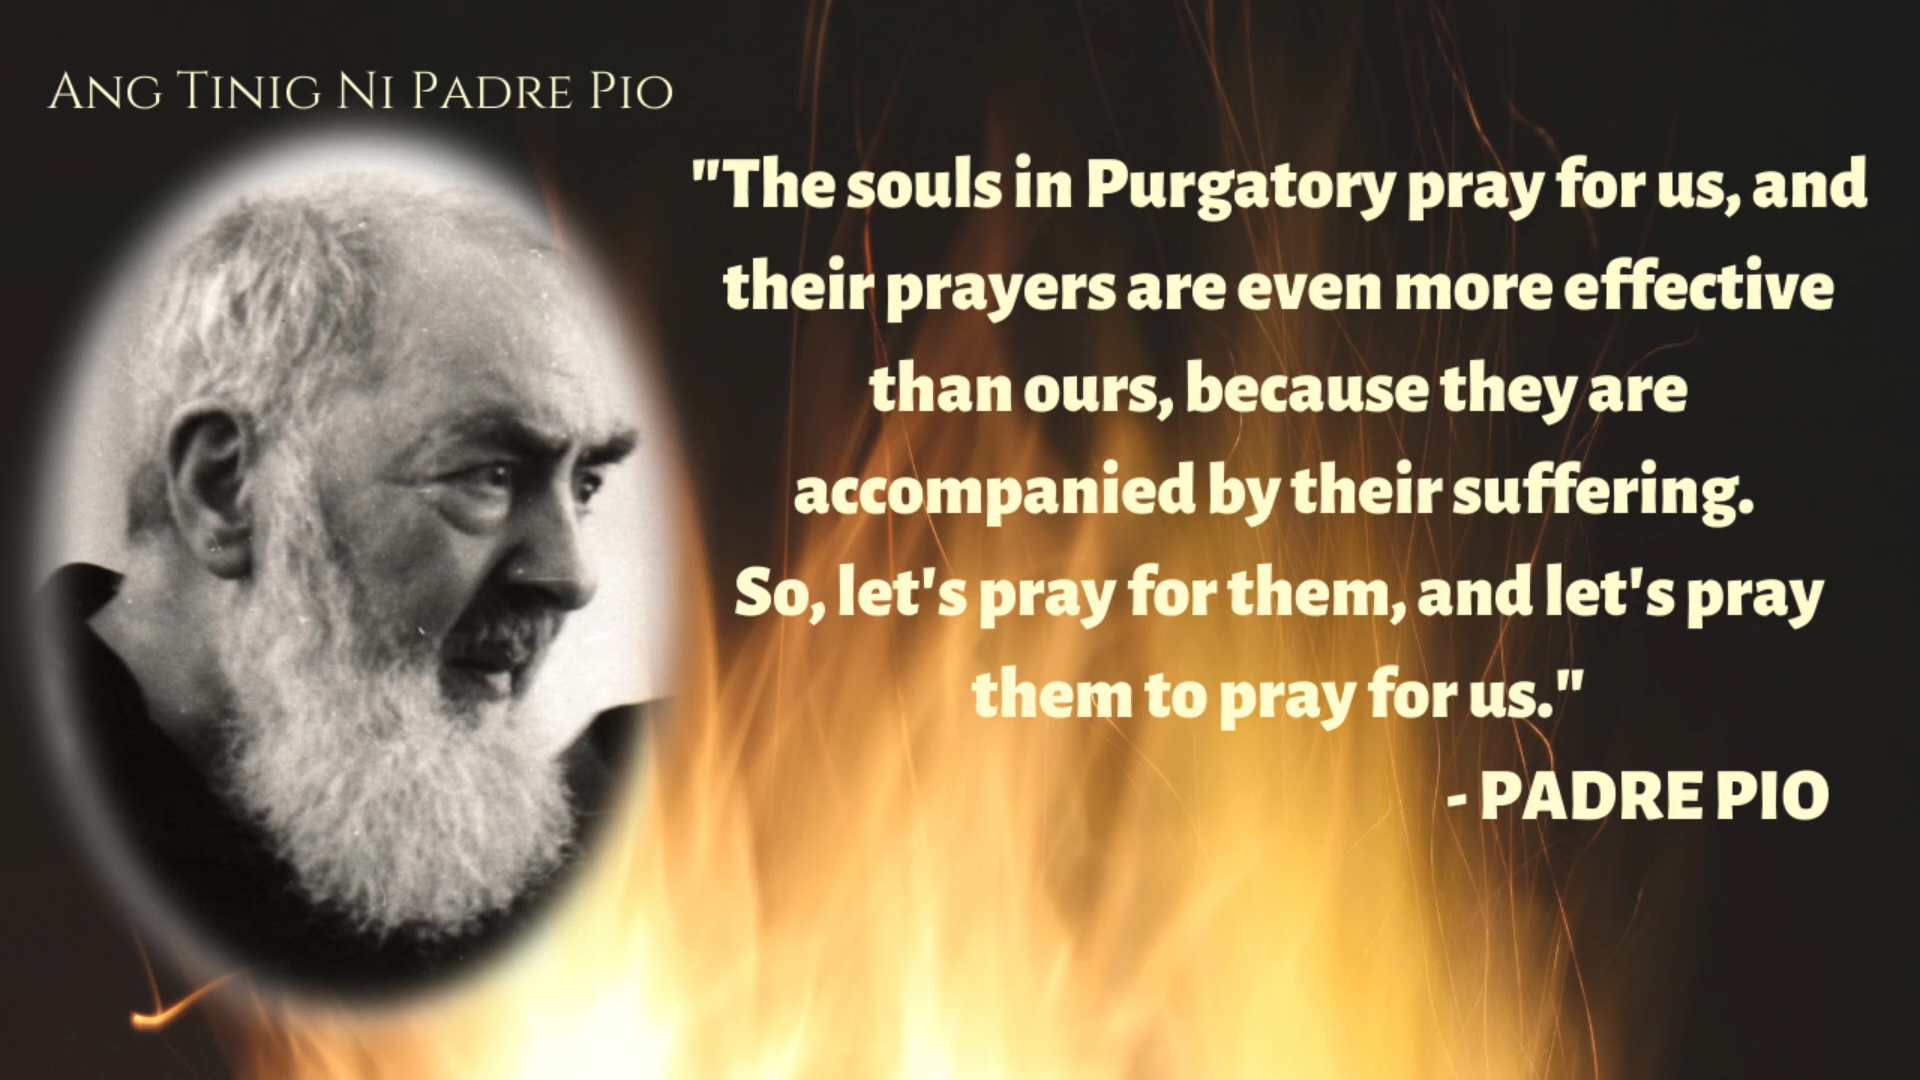 Ang Tinig Ni Padre Pio
"The souls in Purgatory pray for us, and
their prayers are even more effective
than ours, because they are
accompanied by their suffering.
So, let's pray for them, and let's pray
them to pray for us."
- PADRE PIO